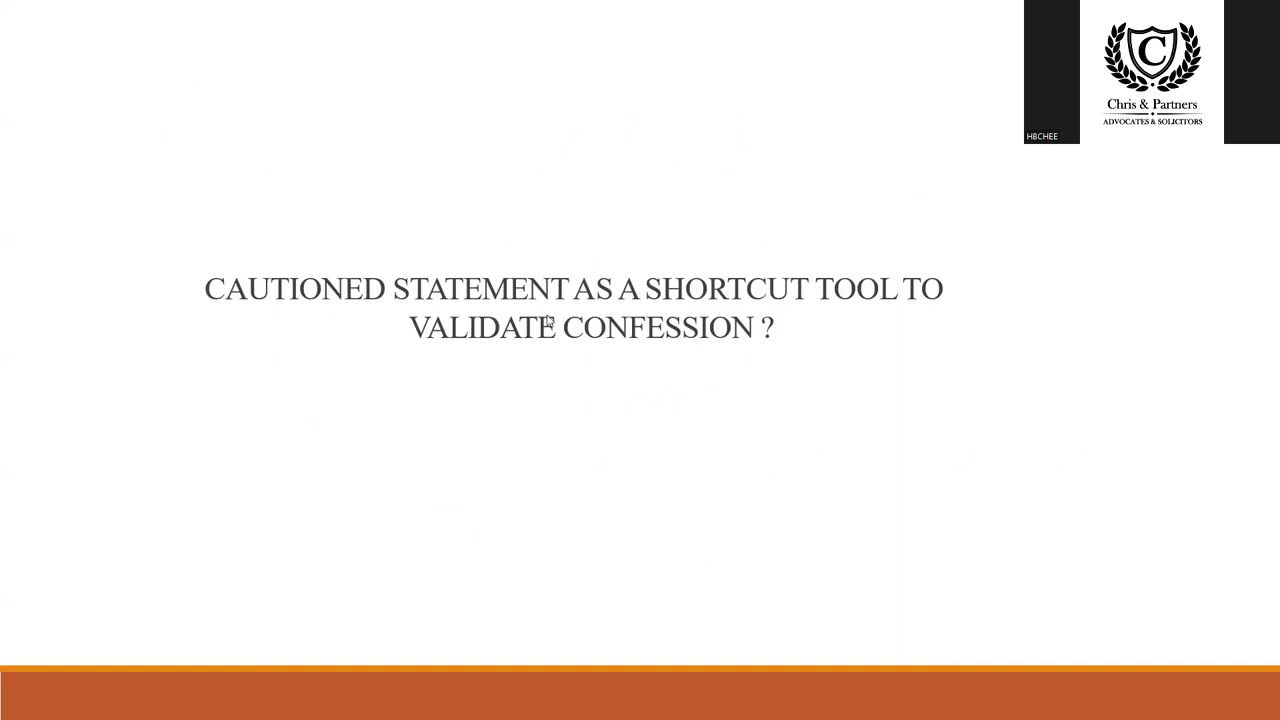 C
Chris & Partners
ADVOCATES & SOLICITORS
HBCHEE
CAUTIONED STATEMENT AS A SHORTCUT TOOL TO
VALIDATE CONFESSION ?